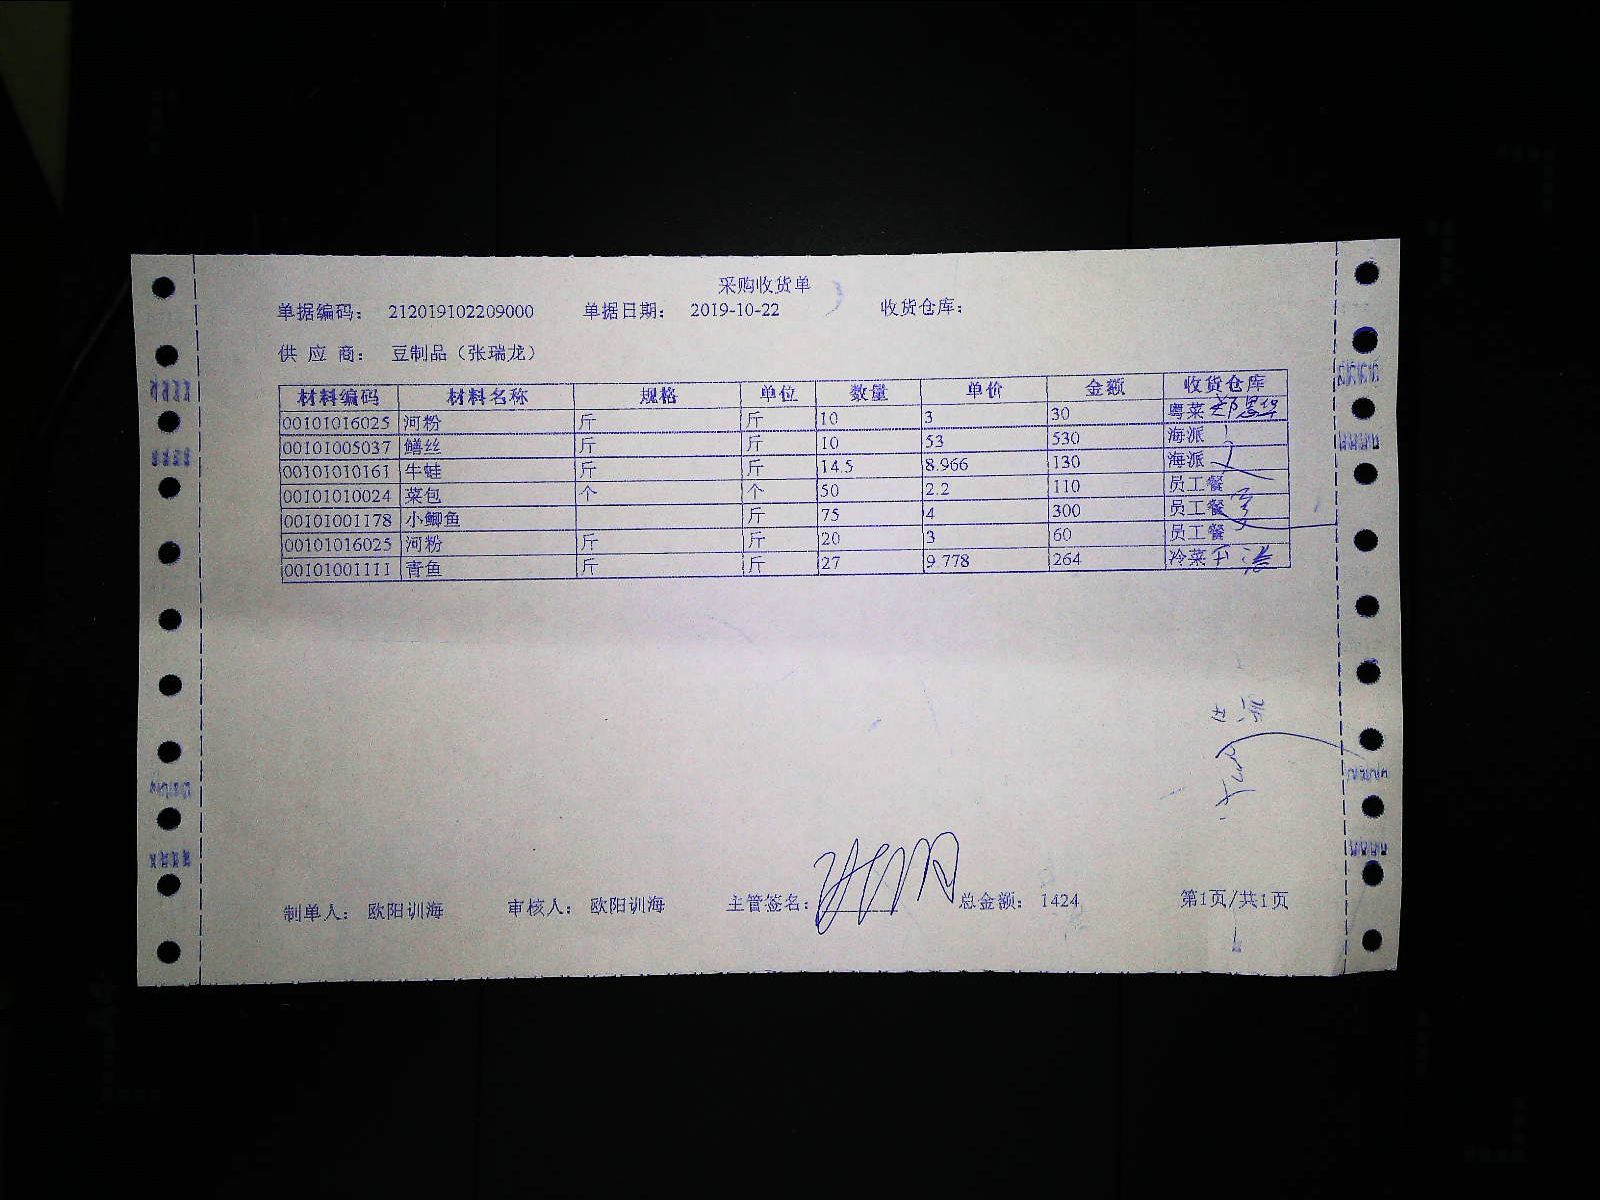 采购收货单
单据编码: 212019102209000 单据日期: 2019-10-22 收货仓库:
供 应 商: 豆制品（张瑞龙）
材料编码 材料名称 规格 单位 数量 单价 金额 收货仓库
00101016025 河粉 斤 斤 10 3 30 粤菜
00101005037 鳝丝 斤 斤 10 53 530 海派
00101010161 牛蛙 斤 斤 14.5 8.966 130 海派
00101010024 菜包 个 个 50 2.2 110 员工餐
00101001178 小鲫鱼 斤 75 4 300 员工餐
00101016025 河粉 斤 斤 20 3 60 员工餐
00101001111 青鱼 斤 斤 27 9.778 264 冷菜
制单人: 欧阳训海 审核人: 欧阳训海 主管签名: 总金额: 1424 第1页/共1页